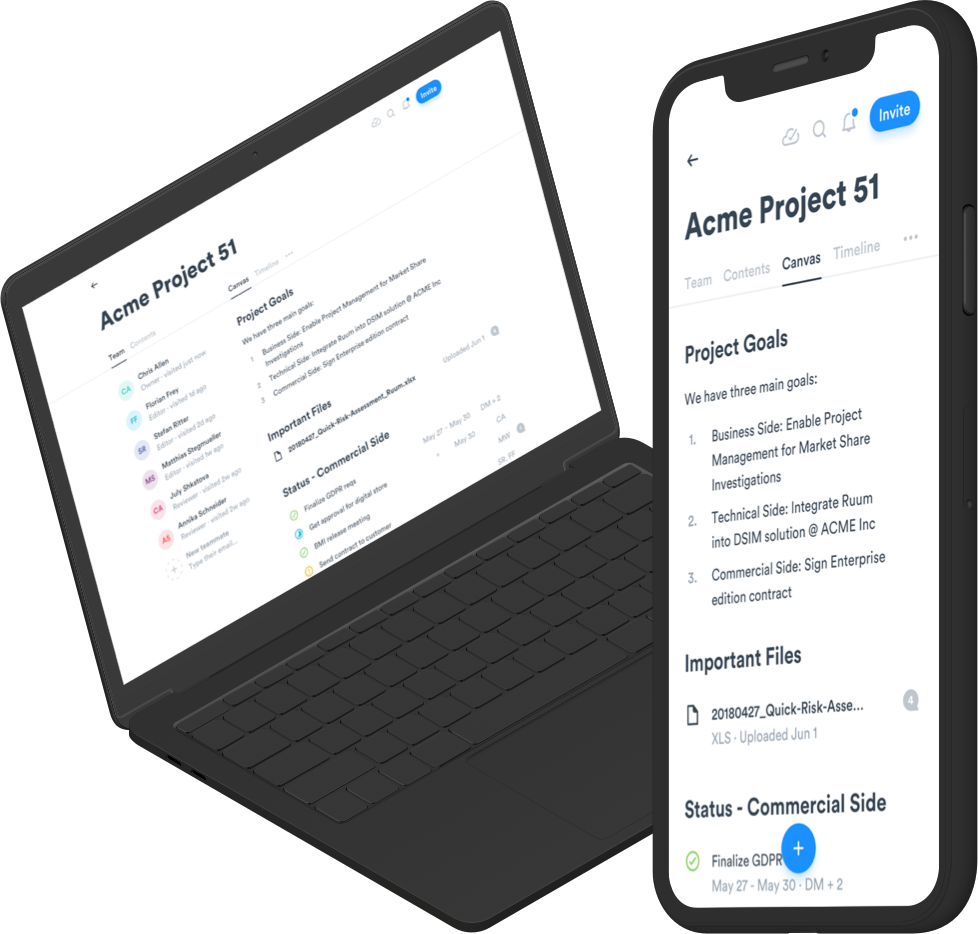 Invite
Acme Project 51
Team
Contents
CA
Chris Allen
Owner · visited just now
FF
Florian Frey
Editor · visited 1d ago
SR
Stefan Ritter
Editor · visited 2d ago
MS
Matthias Stegmueller
Editor · visited 1w ago
CA
July Shkatova
Reviewer · visited 2w ago
AS
Annika Schneider
Reviewer · visited 2w ago
New teammate
Type their email...
Canvas
Timeline
Project Goals
We have three main goals:
1 Business Side: Enable Project Management for Market Share
Investigations
2 Technical Side: Integrate Ruum into DSIM solution @ ACME Inc
3 Commercial Side: Sign Enterprise edition contract
Important Files
20180427_Quick-Risk-Assessment_Ruum.xlsx
Uploaded Jun 1
Status - Commercial Side
Finalize GDPR reqs
May 27 - May 30 DM + 2
Get approval for digital store
May 30 CA
BMI release meeting
MW
Send contract to customer
SR, FF
Invite
Acme Project 51
Team Contents Canvas Timeline
Project Goals
We have three main goals:
1. Business Side: Enable Project
Management for Market Share
Investigations
2. Technical Side: Integrate Ruum
into DSIM solution @ ACME Inc
3. Commercial Side: Sign Enterprise
edition contract
Important Files
20180427_Quick-Risk-Asse...
4
XLS · Uploaded Jun 1
Status - Commercial Side
Finalize GDPR
May 27 - May 30 · DM + 2